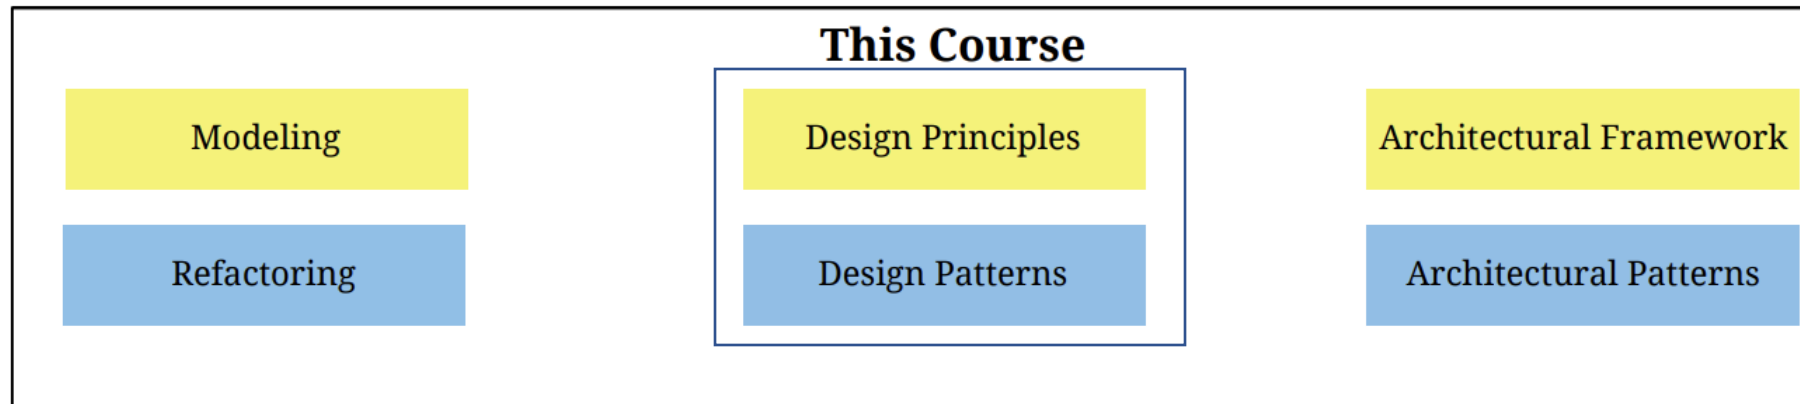 This Course
Modeling
Design Principles
Architectural Framework
Refactoring
Design Patterns
Architectural Patterns